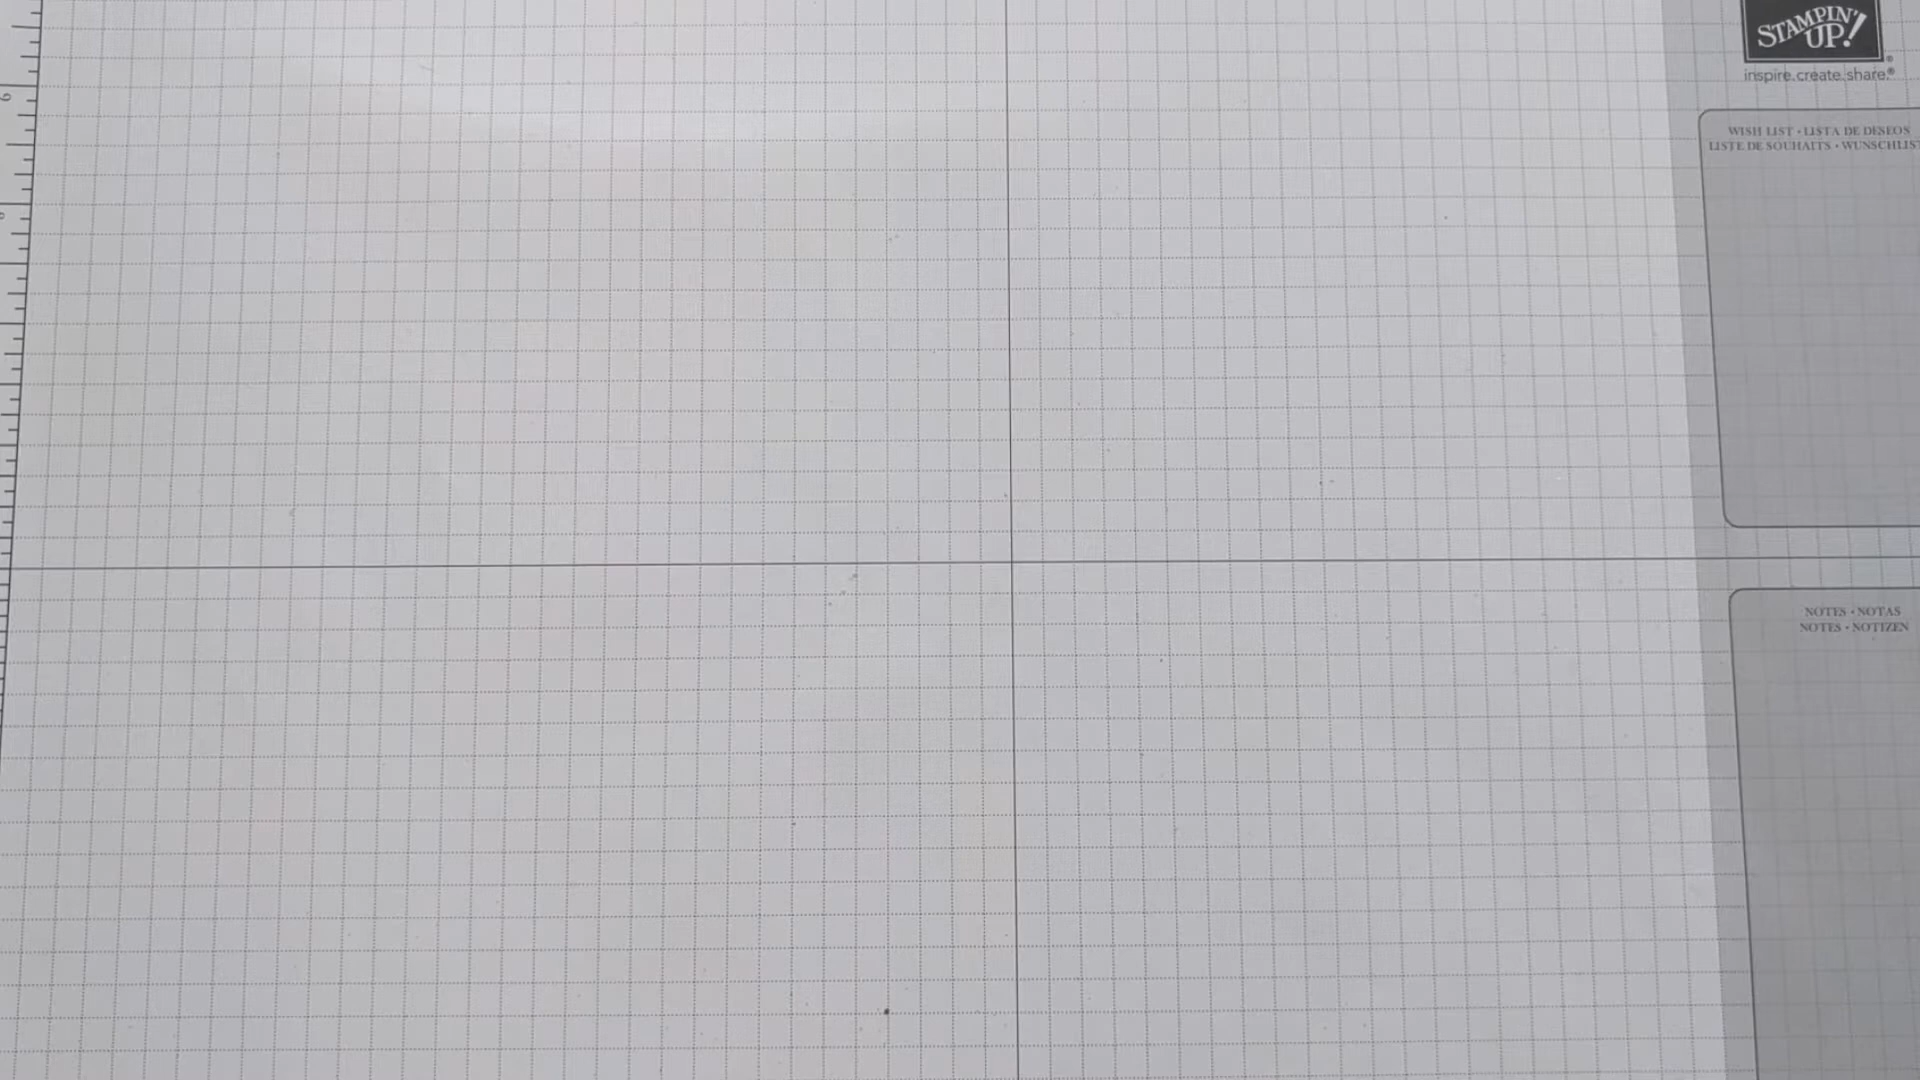 STAMPIN'
UP!®
inspire.create.share.®
WISH LIST • LISTA DE DESEOS
LISTE DE SOUHAITS • WUNSCHLIST
NOTES • NOTAS
NOTES • NOTIZEN